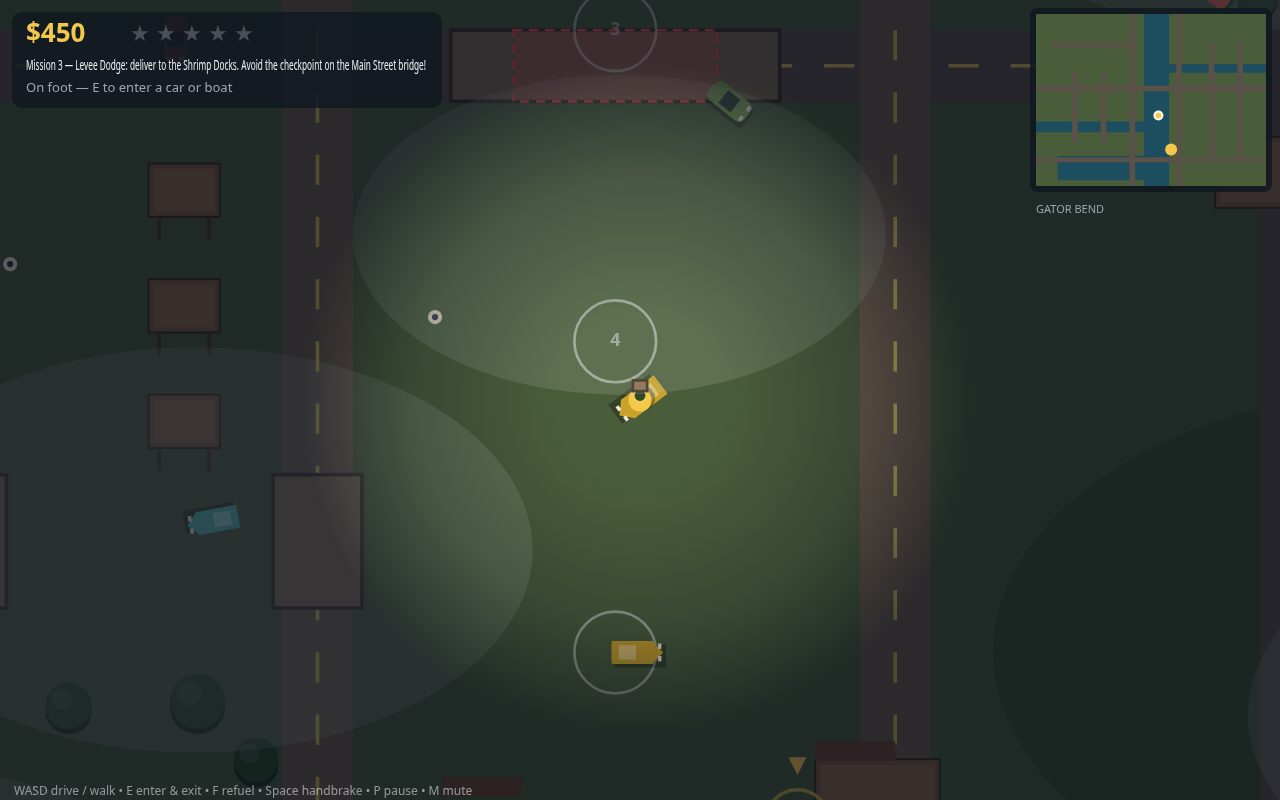 $450 ★ ★ ★ ★ ★
Mission 3 — Levee Dodge: deliver to the Shrimp Docks. Avoid the checkpoint on the Main Street bridge!
On foot — E to enter a car or boat
3
GATOR BEND
4
WASD drive / walk • E enter & exit • F refuel • Space handbrake • P pause • M mute